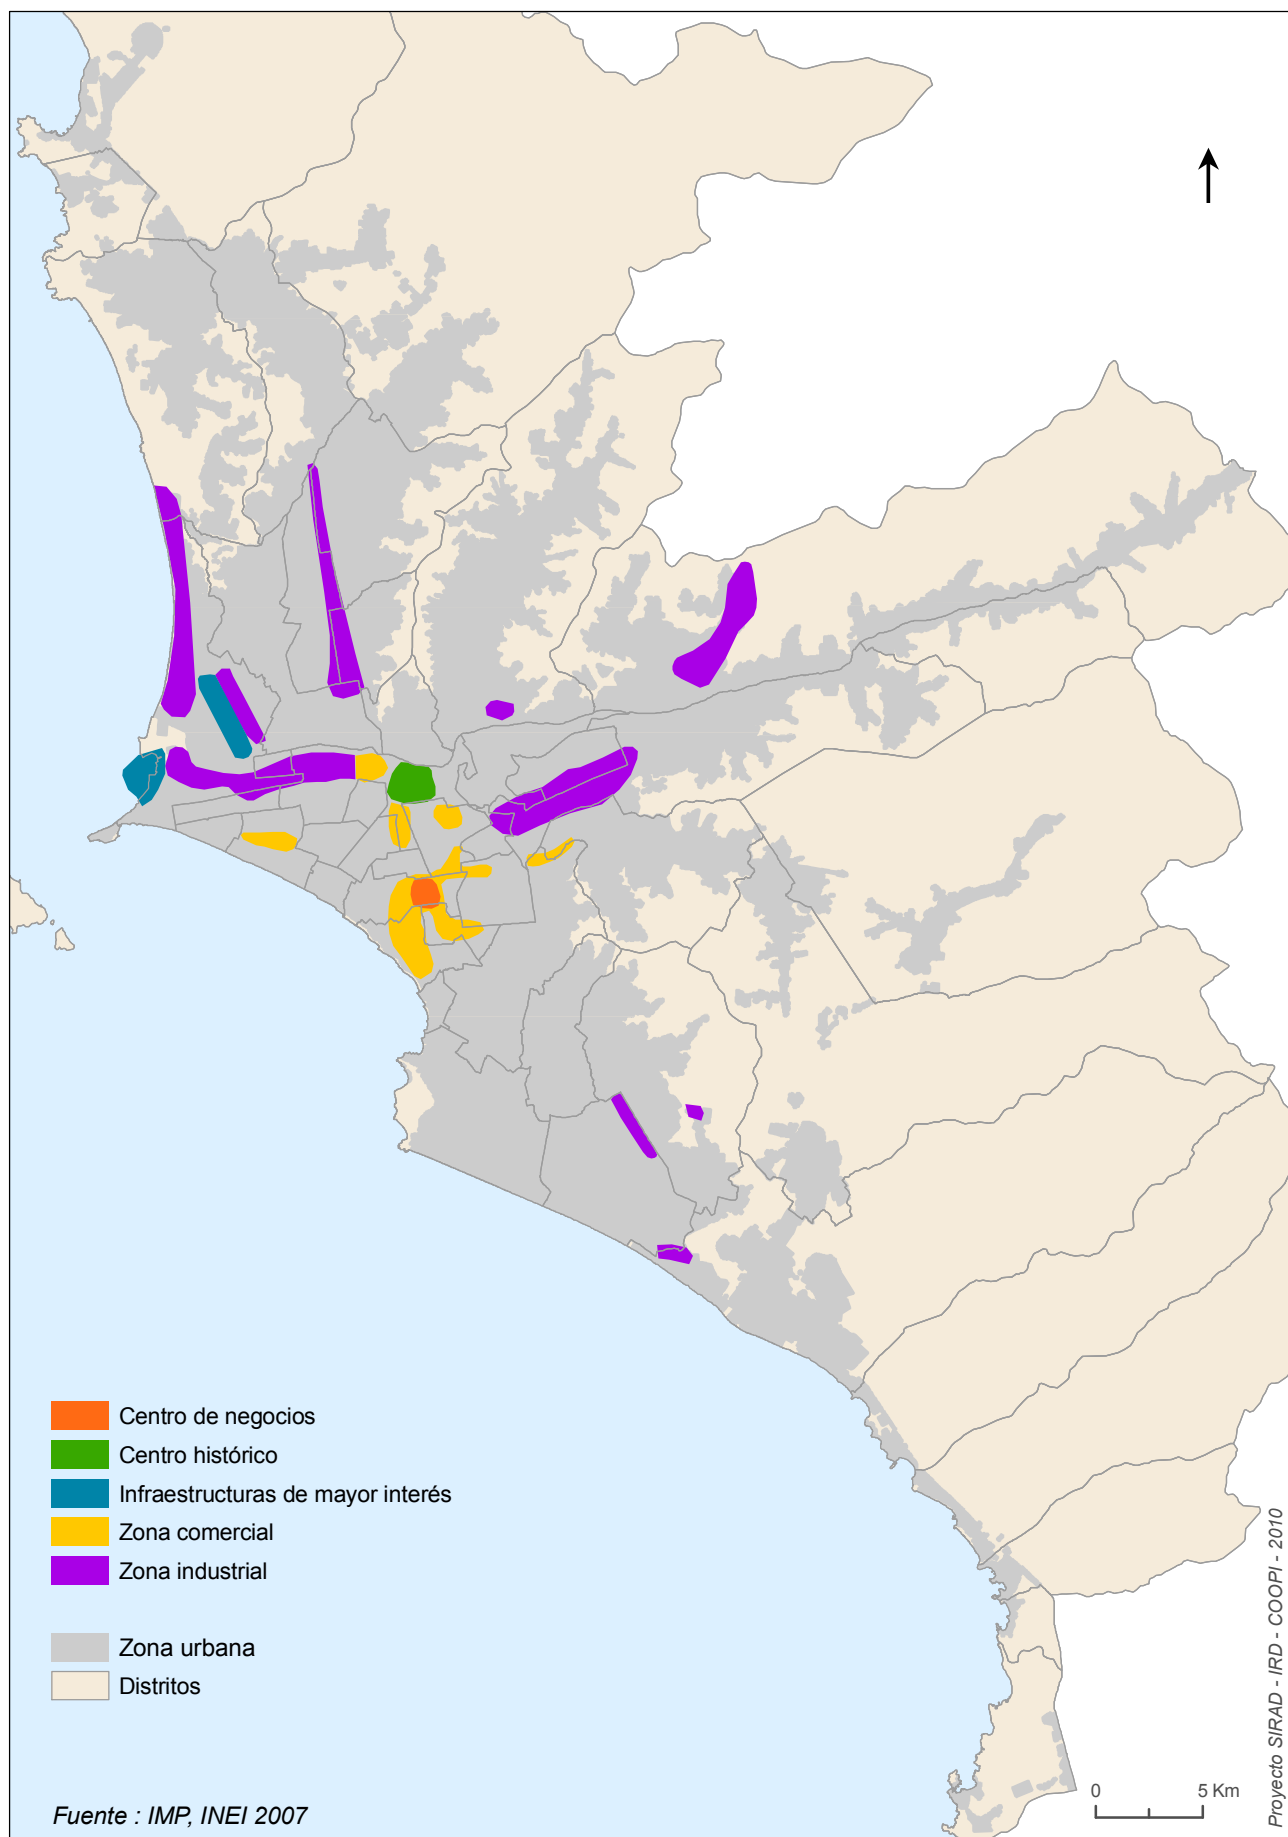 Centro de negocios
Centro histórico
Infraestructuras de mayor interés
Zona comercial
Zona industrial
Zona urbana
Distritos
Fuente : IMP, INEI 2007
0 5 Km
Proyecto SIRAD - IRD - COOPI - 2010